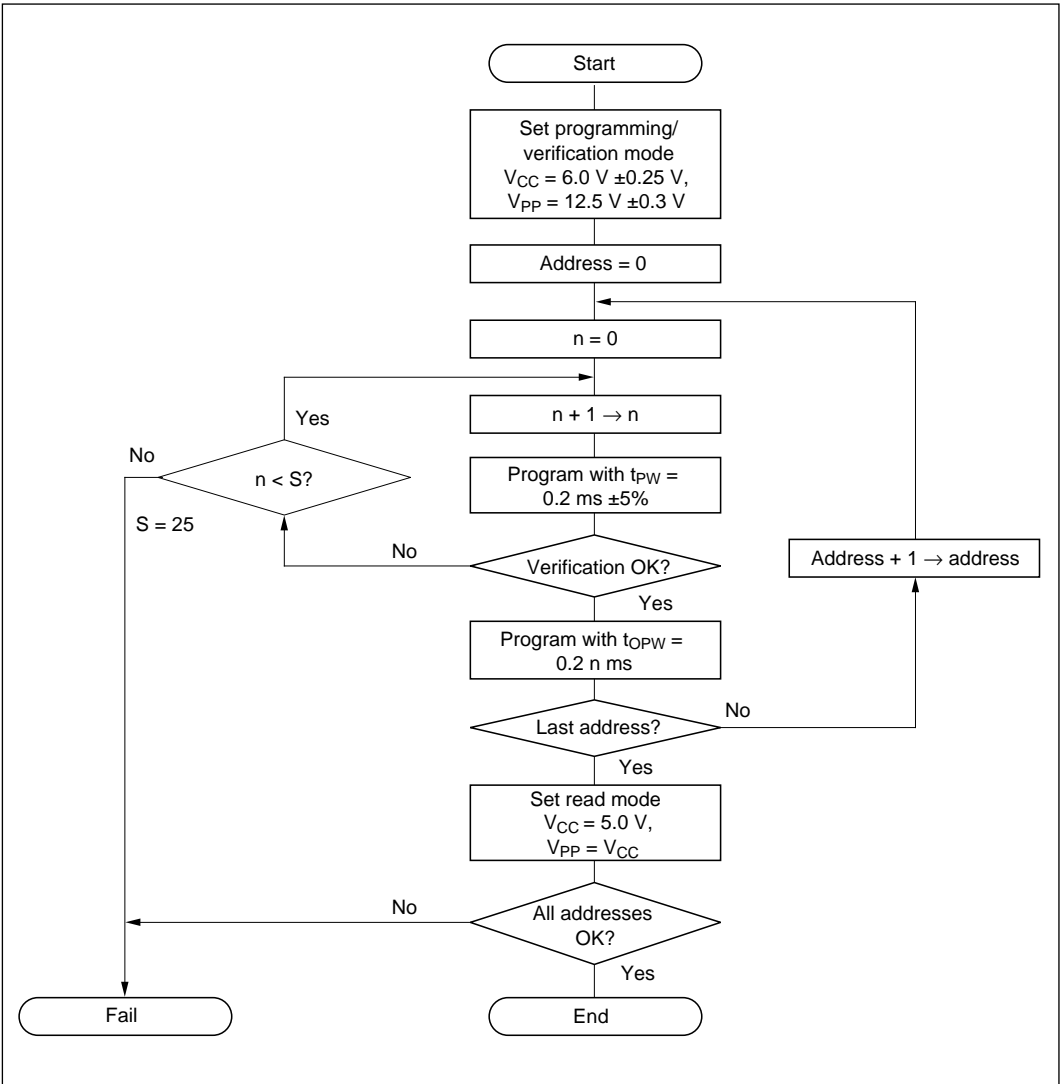 Start
Set programming/
verification mode
VCC = 6.0 V ±0.25 V,
VPP = 12.5 V ±0.3 V
Address = 0
n = 0
n + 1 → n
Yes
No
n < S?
S = 25
Program with tPW =
0.2 ms ±5%
No
Verification OK?
Yes
Address + 1 → address
Program with tOPW =
0.2 n ms
Last address?
No
Yes
Set read mode
VCC = 5.0 V,
VPP = VCC
No
All addresses
OK?
Yes
Fail
End